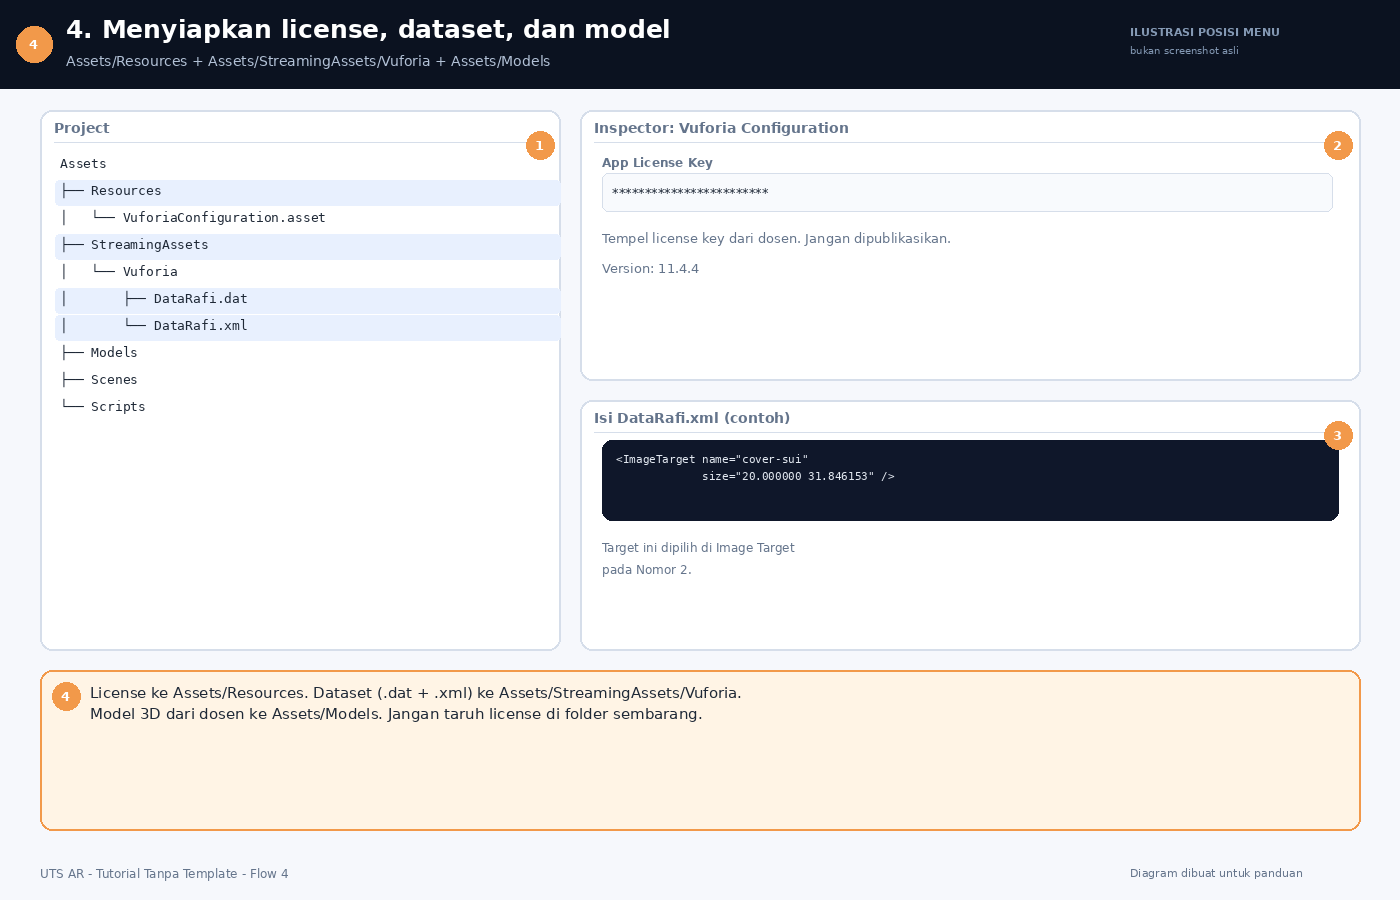 4
4. Menyiapkan license, dataset, dan model
Assets/Resources + Assets/StreamingAssets/Vuforia + Assets/Models
ILUSTRASI POSISI MENU
bukan screenshot asli
Project
1
Assets
├── Resources
│   └── VuforiaConfiguration.asset
├── StreamingAssets
│   └── Vuforia
│       ├── DataRafi.dat
│       └── DataRafi.xml
├── Models
├── Scenes
└── Scripts
Inspector: Vuforia Configuration
2
App License Key
************************
Tempel license key dari dosen. Jangan dipublikasikan.
Version: 11.4.4
Isi DataRafi.xml (contoh)
3
<ImageTarget name="cover-sui"
size="20.000000 31.846153" />
Target ini dipilih di Image Target
pada Nomor 2.
4
License ke Assets/Resources. Dataset (.dat + .xml) ke Assets/StreamingAssets/Vuforia.
Model 3D dari dosen ke Assets/Models. Jangan taruh license di folder sembarang.
UTS AR - Tutorial Tanpa Template - Flow 4
Diagram dibuat untuk panduan